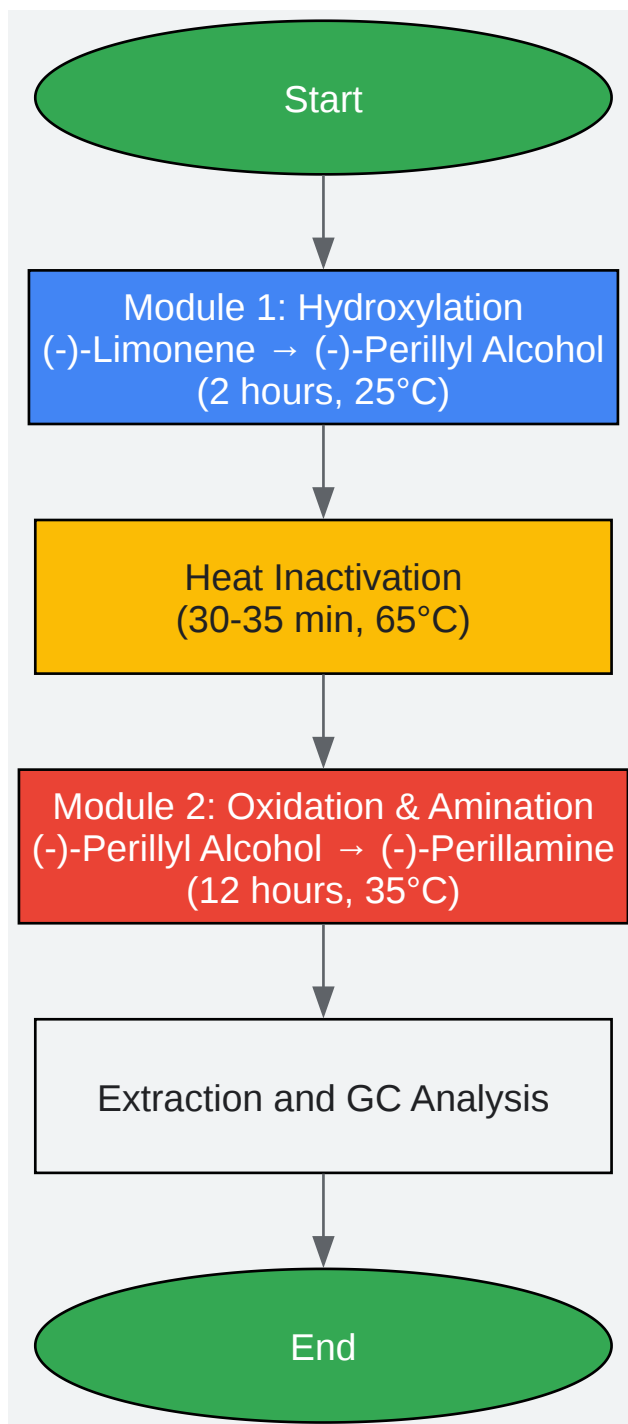 Start
Module 1: Hydroxylation
(-)-Limonene → (-)-Perillyl Alcohol
(2 hours, 25°C)
Heat Inactivation
(30-35 min, 65°C)
Module 2: Oxidation & Amination
(-)-Perillyl Alcohol → (-)-Perillamine
(12 hours, 35°C)
Extraction and GC Analysis
End